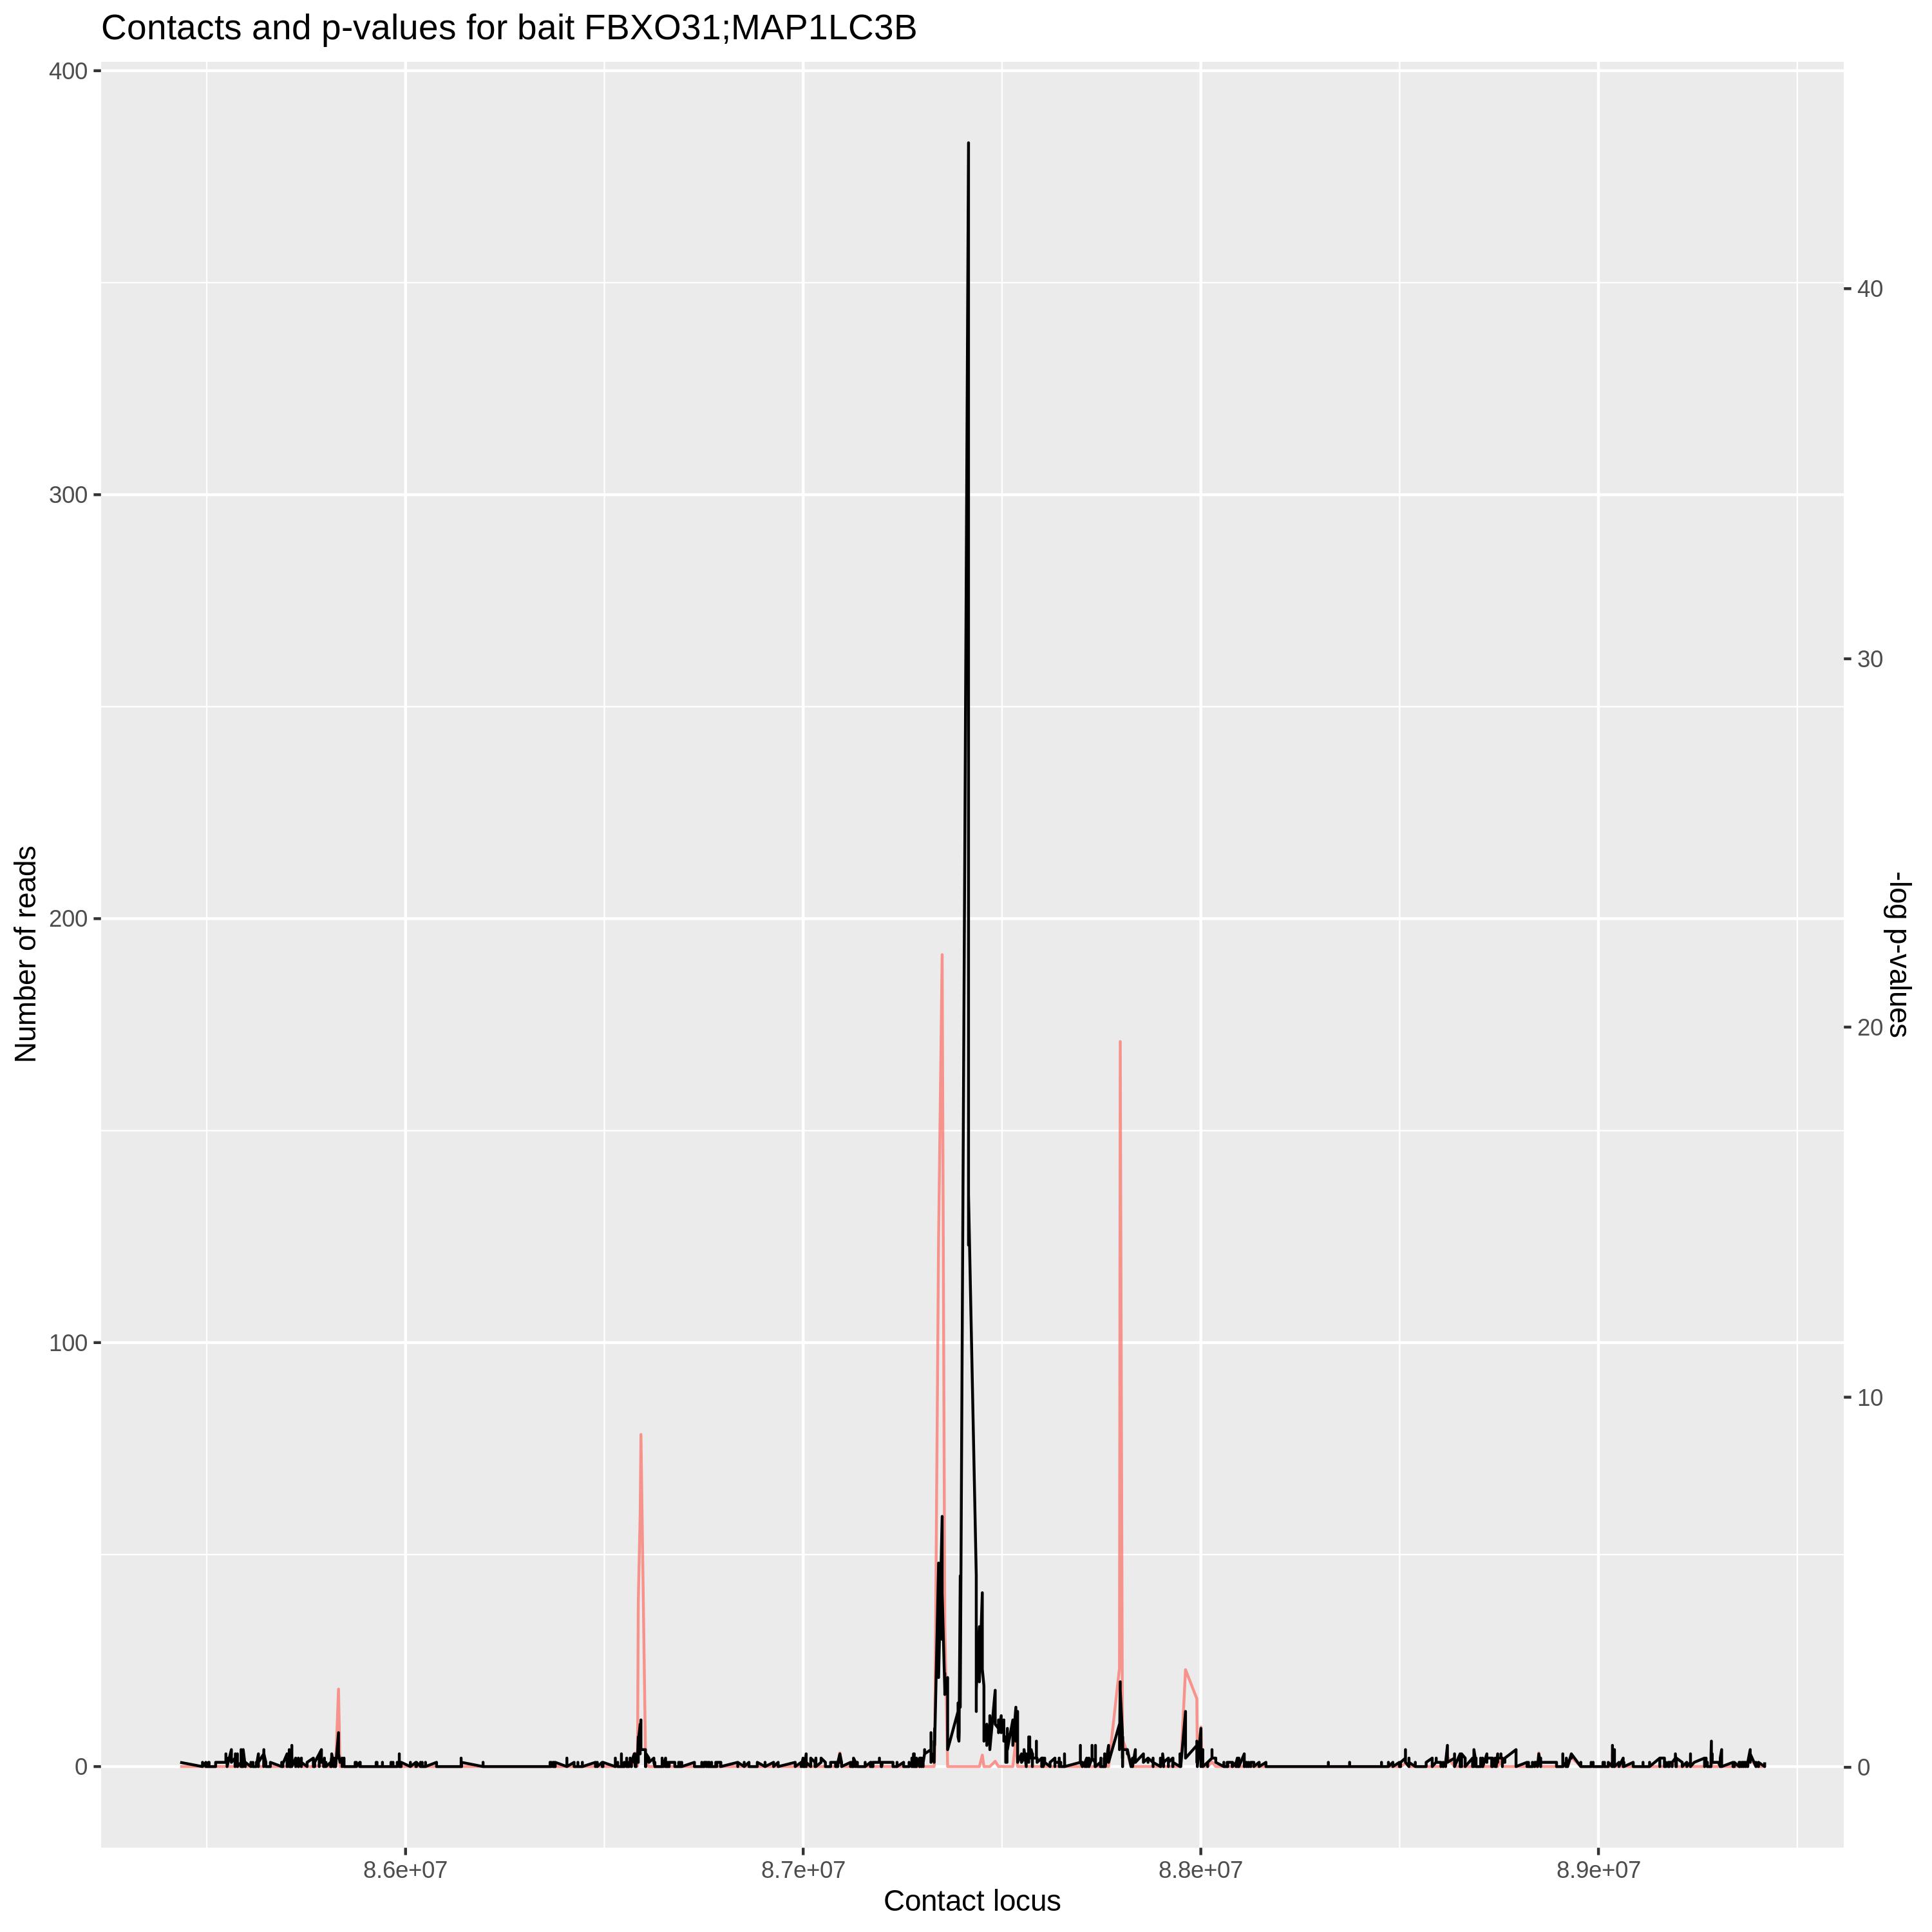 Contacts and p-values for bait FBXO31;MAP1LC3B
400
300
200
100
0
Number of reads
40
30
20
10
0
-log p-values
8.6e+07
8.7e+07
8.8e+07
8.9e+07
Contact locus